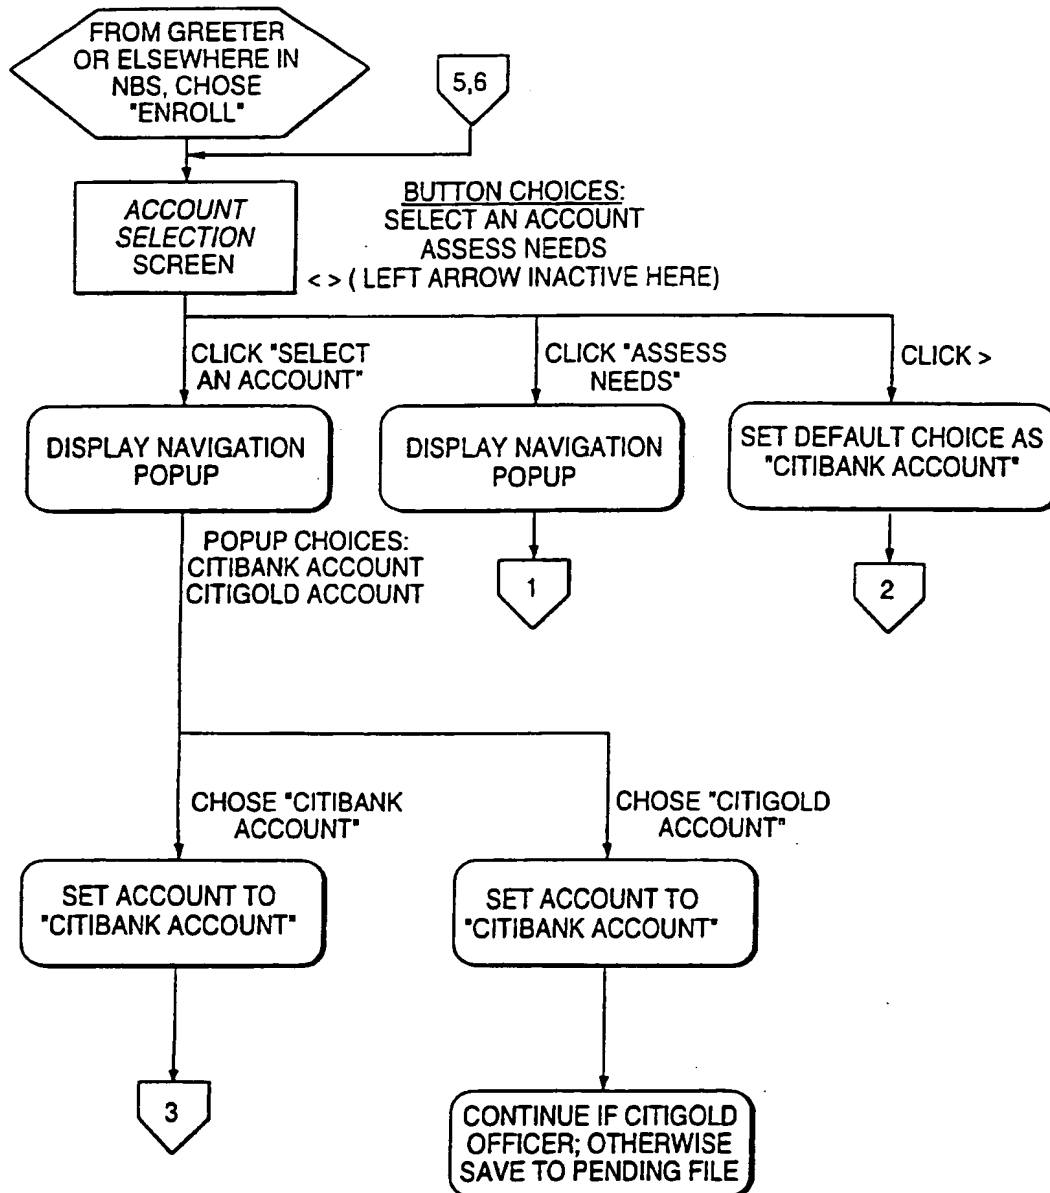 FROM GREETER
OR ELSEWHERE IN
NBS, CHOSE
"ENROLL"
5,6
ACCOUNT
SELECTION
SCREEN
BUTTON CHOICES:
SELECT AN ACCOUNT
ASSESS NEEDS
< > ( LEFT ARROW INACTIVE HERE)
CLICK "SELECT
AN ACCOUNT"
CLICK "ASSESS
NEEDS"
CLICK >
DISPLAY NAVIGATION
POPUP
DISPLAY NAVIGATION
POPUP
SET DEFAULT CHOICE AS
"CITIBANK ACCOUNT"
POPUP CHOICES:
CITIBANK ACCOUNT
CITIGOLD ACCOUNT
1
2
CHOSE "CITIBANK
ACCOUNT"
CHOSE "CITIGOLD
ACCOUNT"
SET ACCOUNT TO
"CITIBANK ACCOUNT"
SET ACCOUNT TO
"CITIBANK ACCOUNT"
3
CONTINUE IF CITIGOLD
OFFICER; OTHERWISE
SAVE TO PENDING FILE